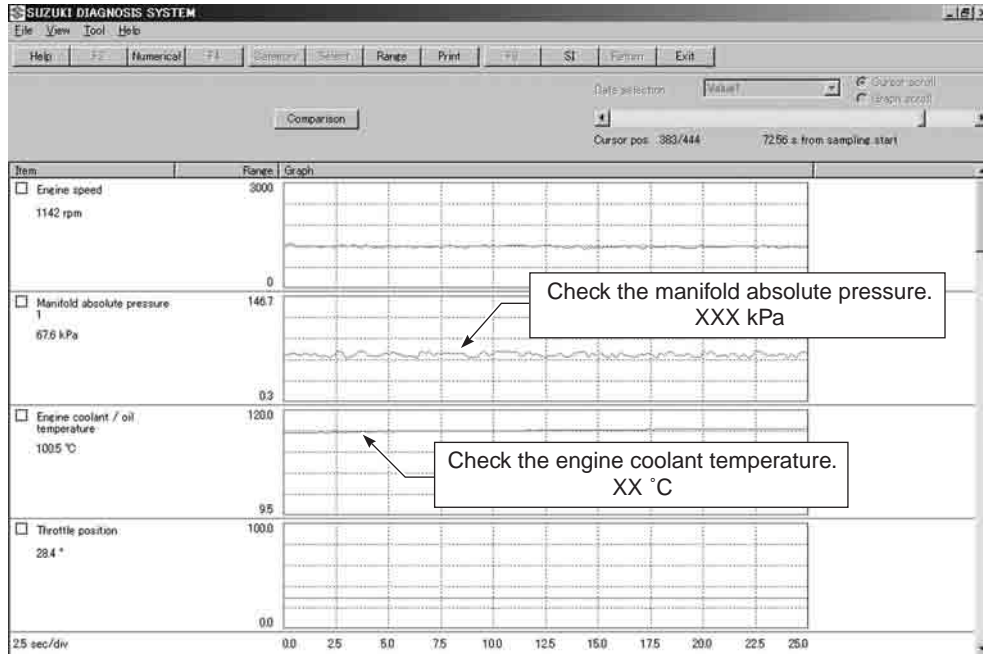 SUZUKI DIAGNOSIS SYSTEM
File View Tool Help
Help F2 Numerical F4 Range Print F8 SI Return Exit
Data selection Value1 Cursor scroll
Graph scroll
Comparison
Cursor pos 383/444 72.56 s from sampling start
Item Range Graph
Engine speed 3000
1142 rpm
0
Manifold absolute pressure 146.7
1
67.6 kPa
0.3
Check the manifold absolute pressure.
XXX kPa
Engine coolant / oil 120.0
temperature
100.5 °C
9.5
Check the engine coolant temperature.
XX °C
Throttle position 100.0
28.4 °
0.0
2.5 sec/div 0.0 2.5 5.0 7.5 10.0 12.5 15.0 17.5 20.0 22.5 25.0